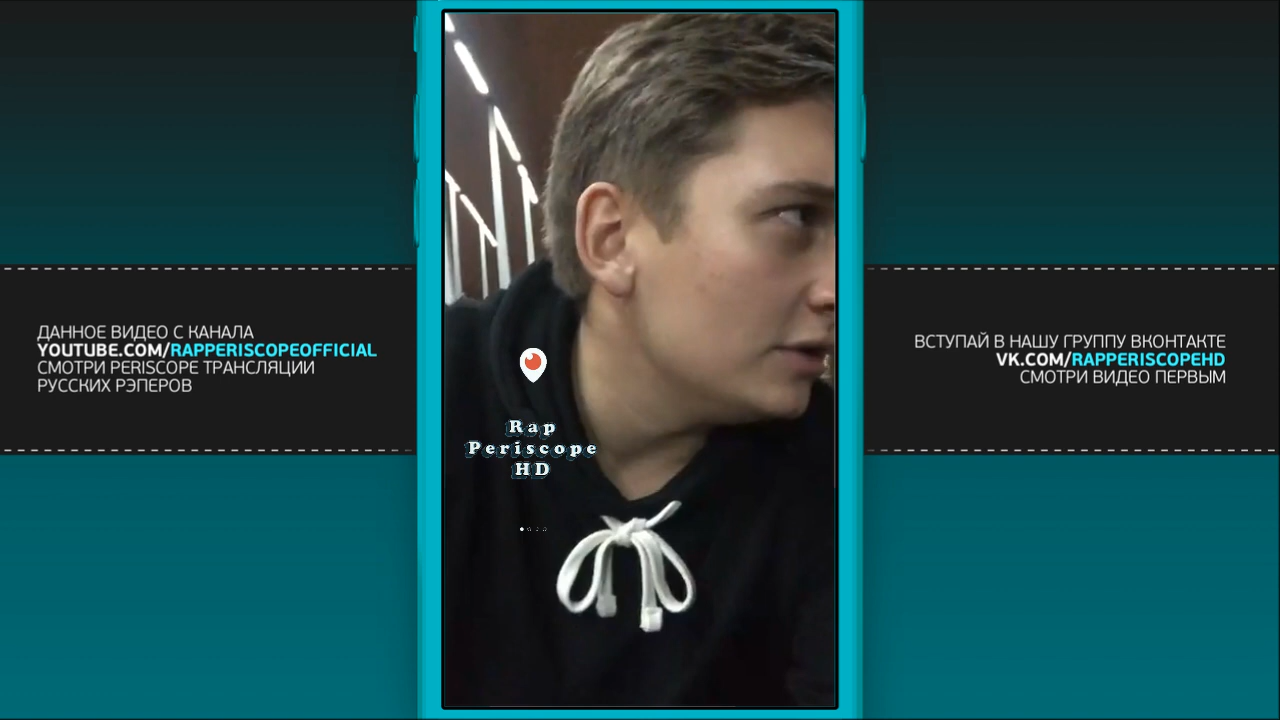 ДАННОЕ ВИДЕО С КАНАЛА
YOUTUBE.COM/RAPPERISCOPEOFFICIAL
СМОТРИ PERISCOPE ТРАНСЛЯЦИИ
РУССКИХ РЭПЕРОВ
Rap
Periscope
HD
ВСТУПАЙ В НАШУ ГРУППУ ВКОНТАКТЕ
VK.COM/RAPPERISCOPEHD
СМОТРИ ВИДЕО ПЕРВЫМ